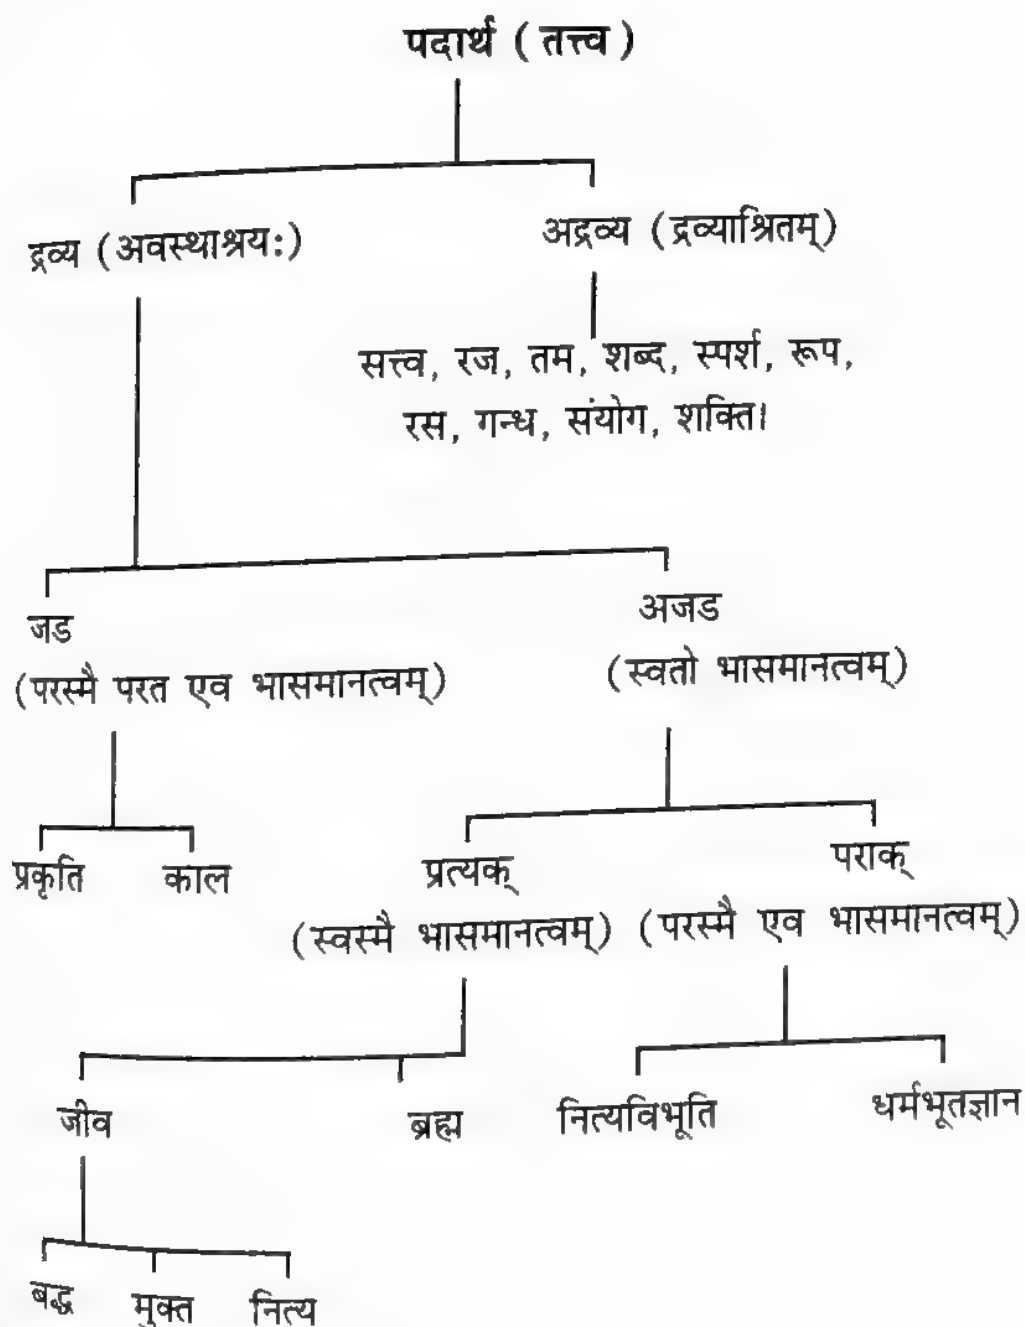 पदार्थ ( तत्त्व )
द्रव्य (अवस्थाश्रयः)
अद्रव्य (द्रव्याश्रितम्)
सत्त्व, रज, तम, शब्द, स्पर्श, रूप,
रस, गन्ध, संयोग, शक्ति।
जड
अजड
(परस्मै परत एव भासमानत्वम्)
(स्वतो भासमानत्वम्)
प्रकृति काल
प्रत्यक्
पराक्
(स्वस्मै भासमानत्वम्) (परस्मै एव भासमानत्वम्)
जीव ब्रह्म नित्यविभूति धर्मभूतज्ञान
बद्ध मुक्त नित्य